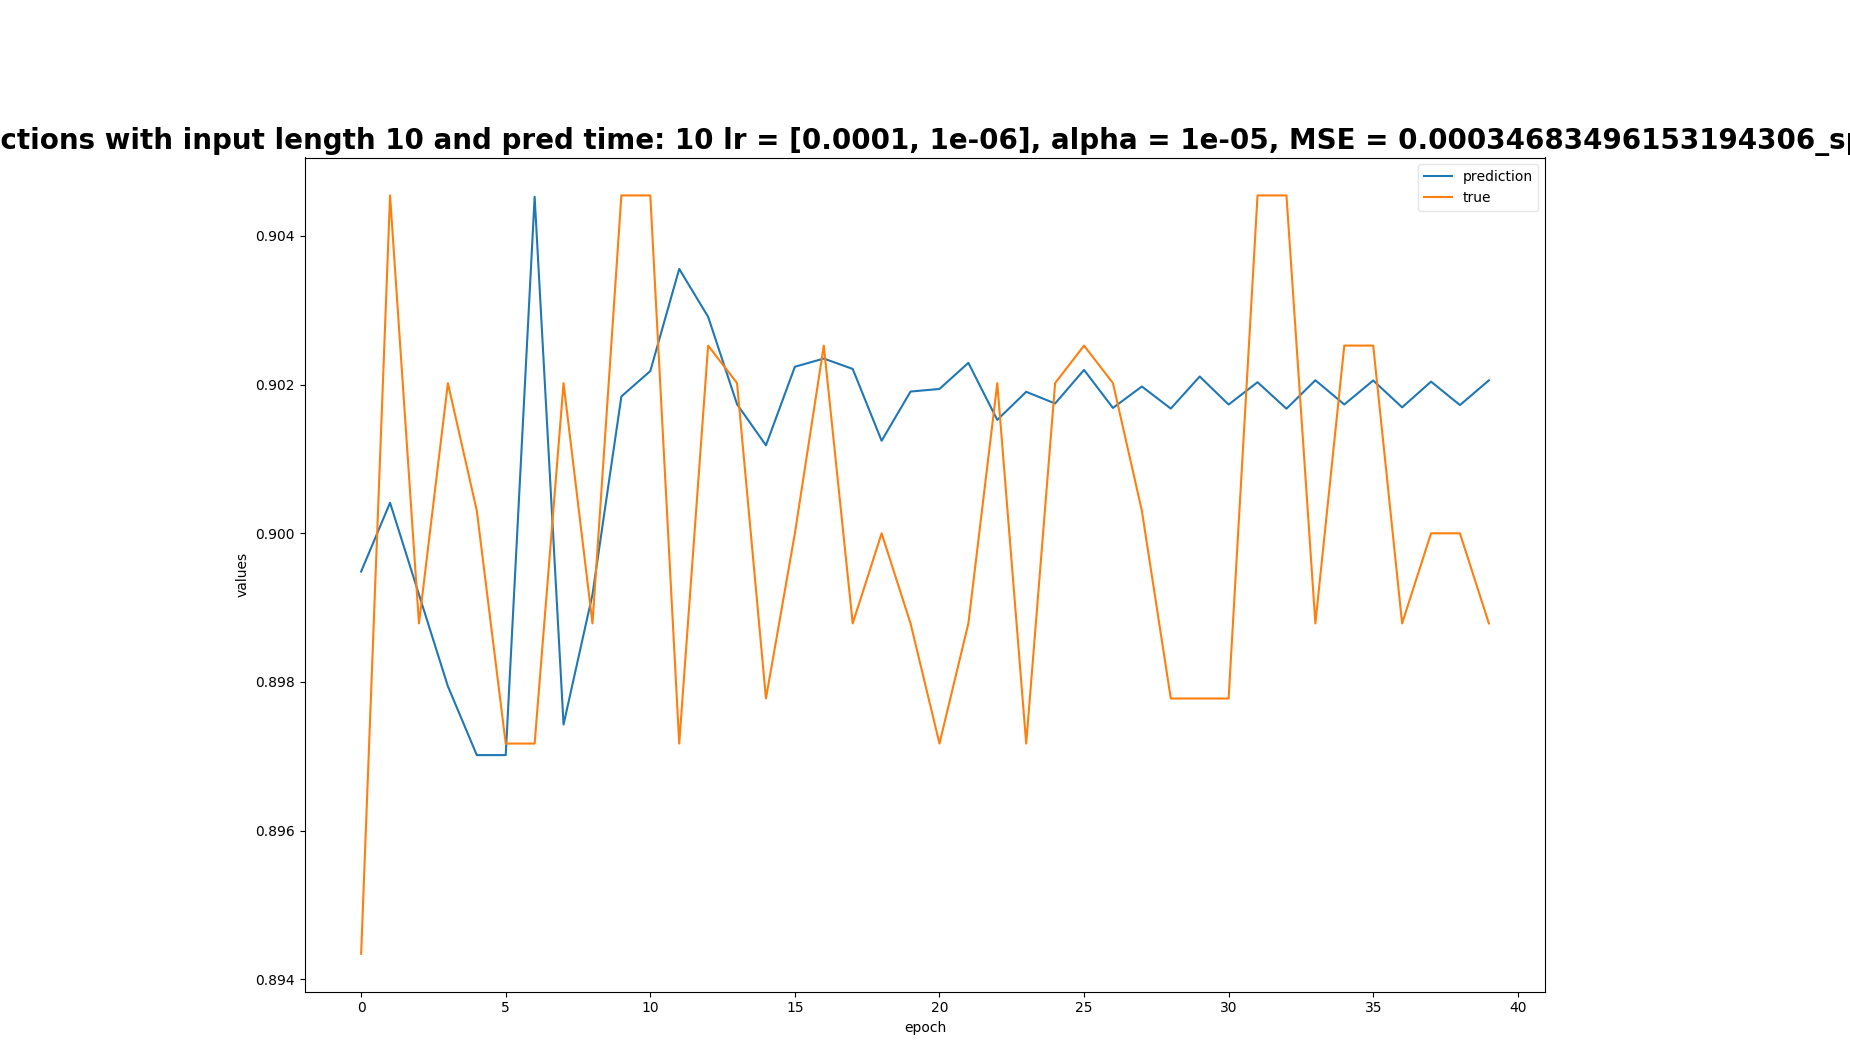 ctions with input length 10 and pred time: 10 lr = [0.0001, 1e-06], alpha = 1e-05, MSE = 0.00034683496153194306_sp
prediction
true
0.904
0.902
0.900
0.898
0.896
0.894
values
0 5 10 15 20 25 30 35 40
epoch